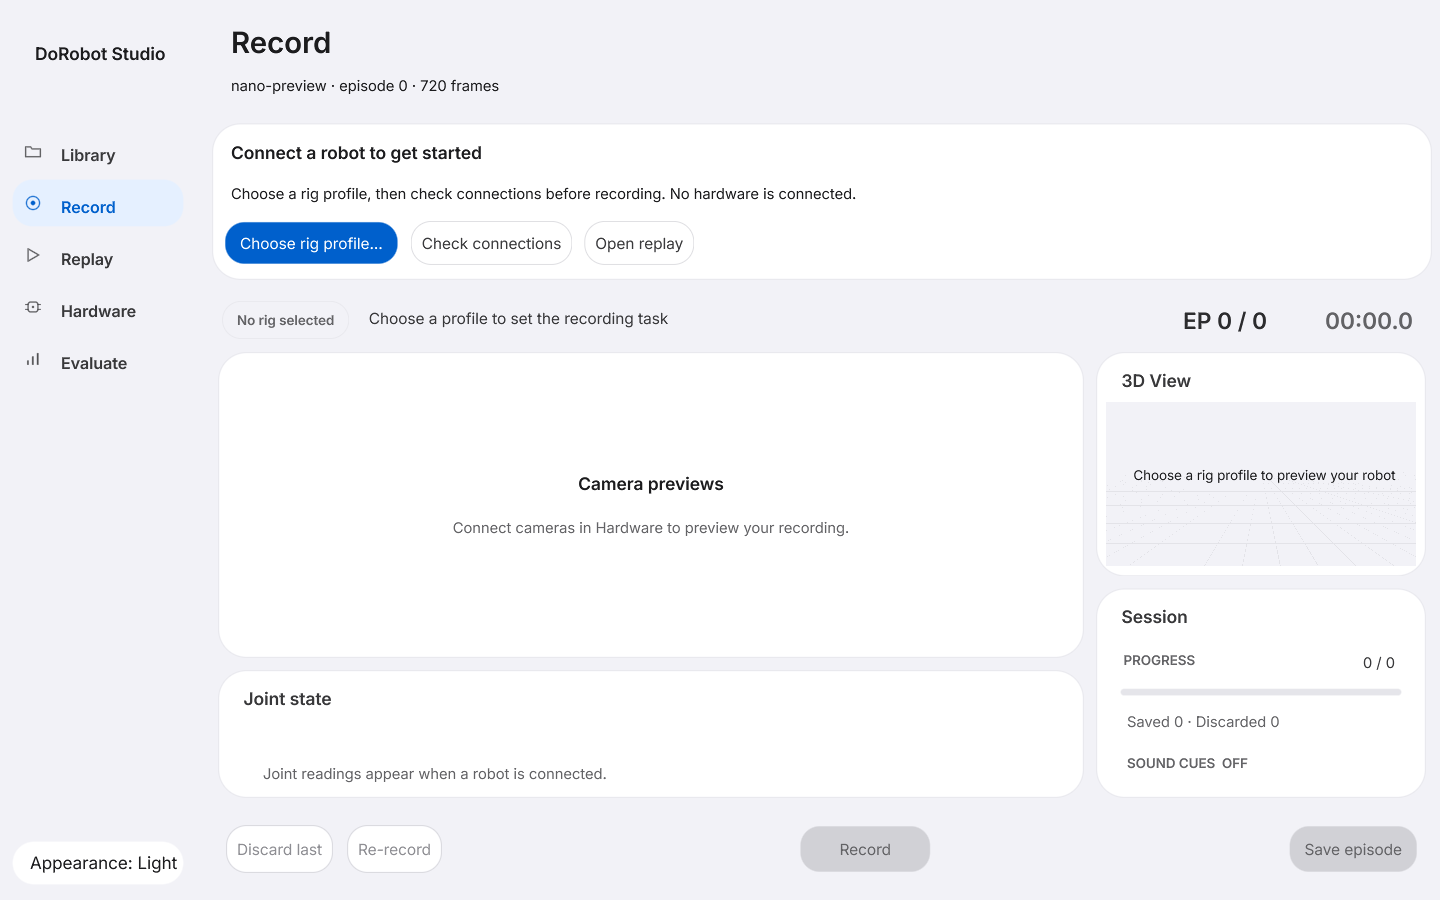 DoRobot Studio
Library
Record
Replay
Hardware
Evaluate
Appearance: Light
Record
nano-preview · episode 0 · 720 frames
Connect a robot to get started
Choose a rig profile, then check connections before recording. No hardware is connected.
Choose rig profile...
Check connections
Open replay
No rig selected
Choose a profile to set the recording task
EP 0 / 0
00:00.0
Camera previews
Connect cameras in Hardware to preview your recording.
3D View
Choose a rig profile to preview your robot
Joint state
Joint readings appear when a robot is connected.
Session
PROGRESS
0 / 0
Saved 0 · Discarded 0
SOUND CUES OFF
Discard last
Re-record
Record
Save episode